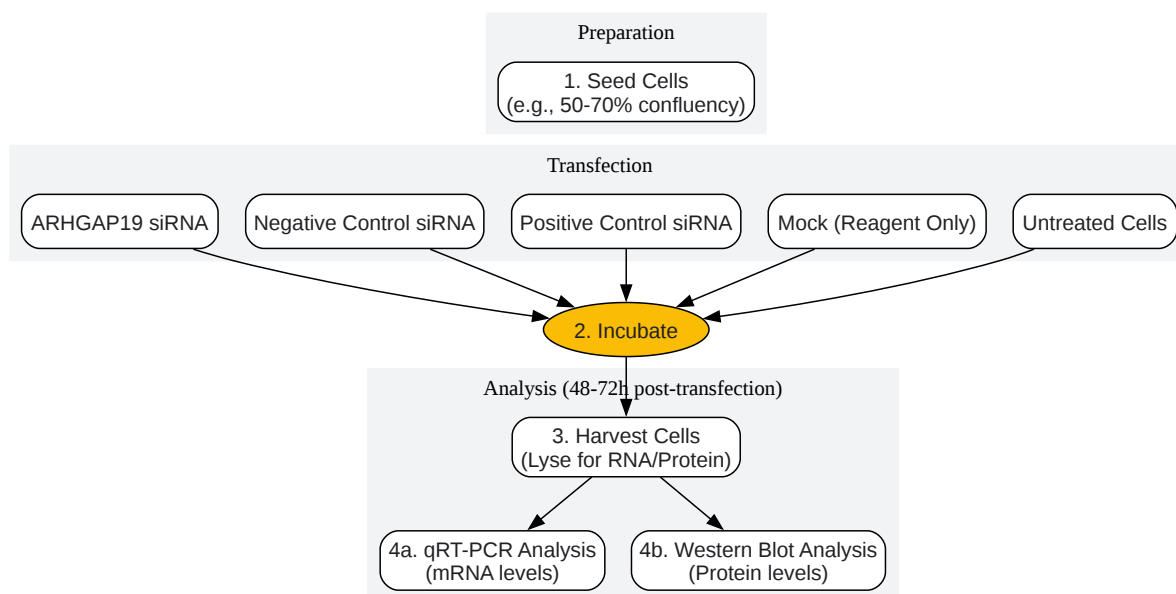 Preparation
1. Seed Cells
(e.g., 50-70% confluency)
Transfection
ARHGAP19 siRNA
Negative Control siRNA
Positive Control siRNA
Mock (Reagent Only)
Untreated Cells
2. Incubate
Analysis (48-72h post-transfection)
3. Harvest Cells
(Lyse for RNA/Protein)
4a. qRT-PCR Analysis
(mRNA levels)
4b. Western Blot Analysis
(Protein levels)